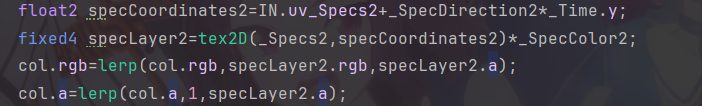 float2 specCoordinates2=IN.uv_Specs2+_SpecDirection2*_Time.y;
fixed4 specLayer2=tex2D(_Specs2,specCoordinates2)*_SpecColor2;
col.rgb=lerp(col.rgb,specLayer2.rgb,specLayer2.a);
col.a=lerp(col.a,1,specLayer2.a);